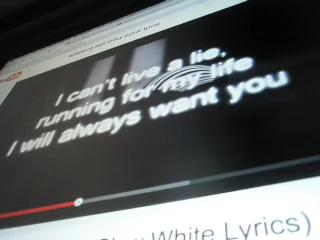 I can't live a lie.
running for my life
I will always want you
White Lyrics)